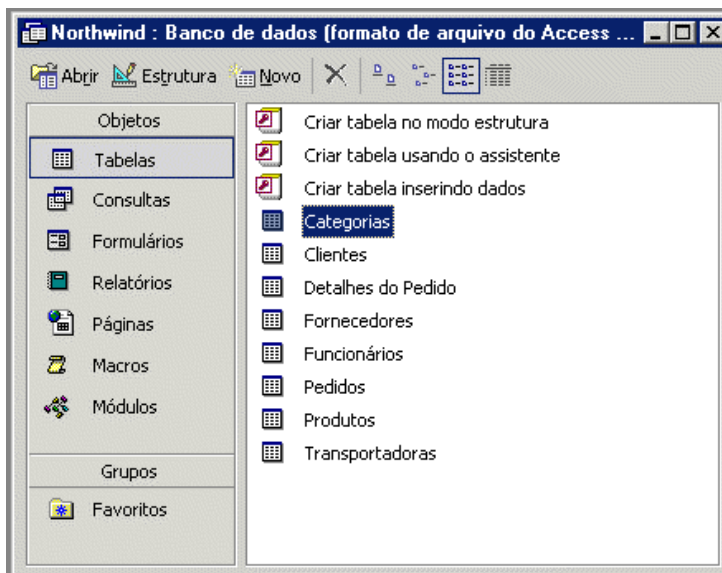 Northwind : Banco de dados (formato de arquivo do Access ...
Abrir Estrutura Novo
Objetos
Tabelas
Consultas
Formulários
Relatórios
Páginas
Macros
Módulos
Grupos
Favoritos
Criar tabela no modo estrutura
Criar tabela usando o assistente
Criar tabela inserindo dados
Categorias
Clientes
Detalhes do Pedido
Fornecedores
Funcionários
Pedidos
Produtos
Transportadoras